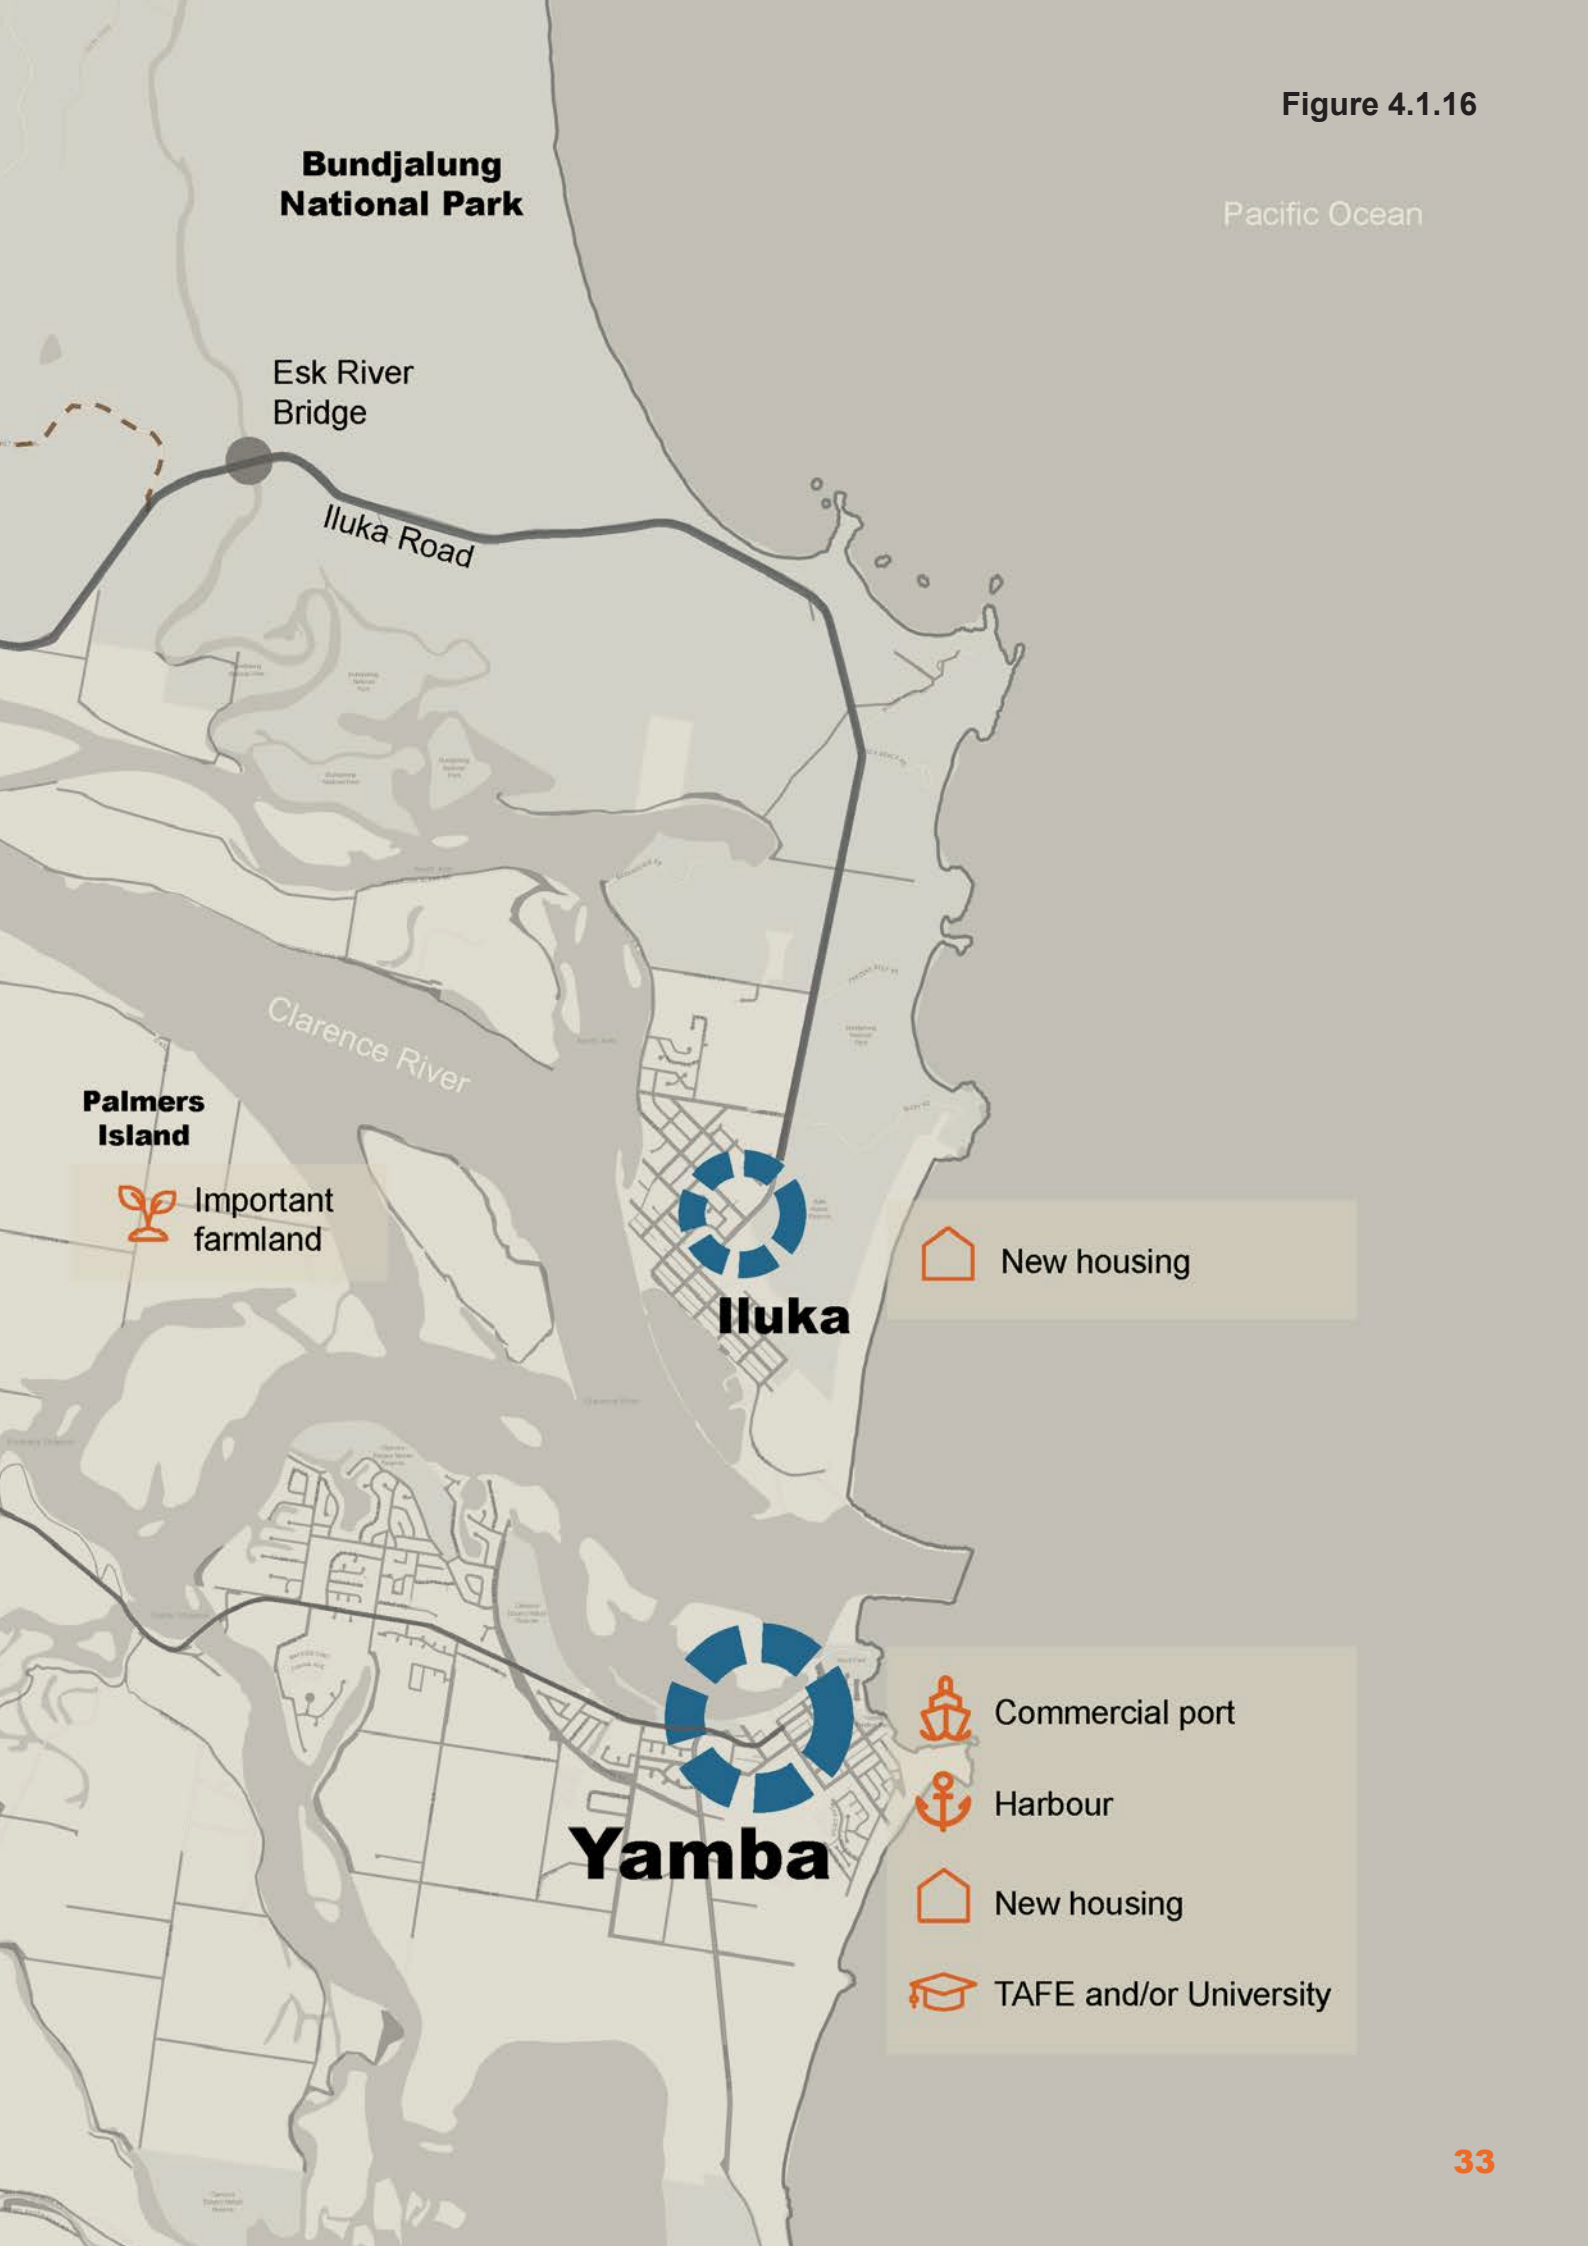 Figure 4.1.16
Bundjalung
National Park
Pacific Ocean
Esk River
Bridge
Iluka Road
Clarence River
Palmers
Island
Important
farmland
New housing
Iluka
Commercial port
Yamba
Harbour
New housing
TAFE and/or University
33